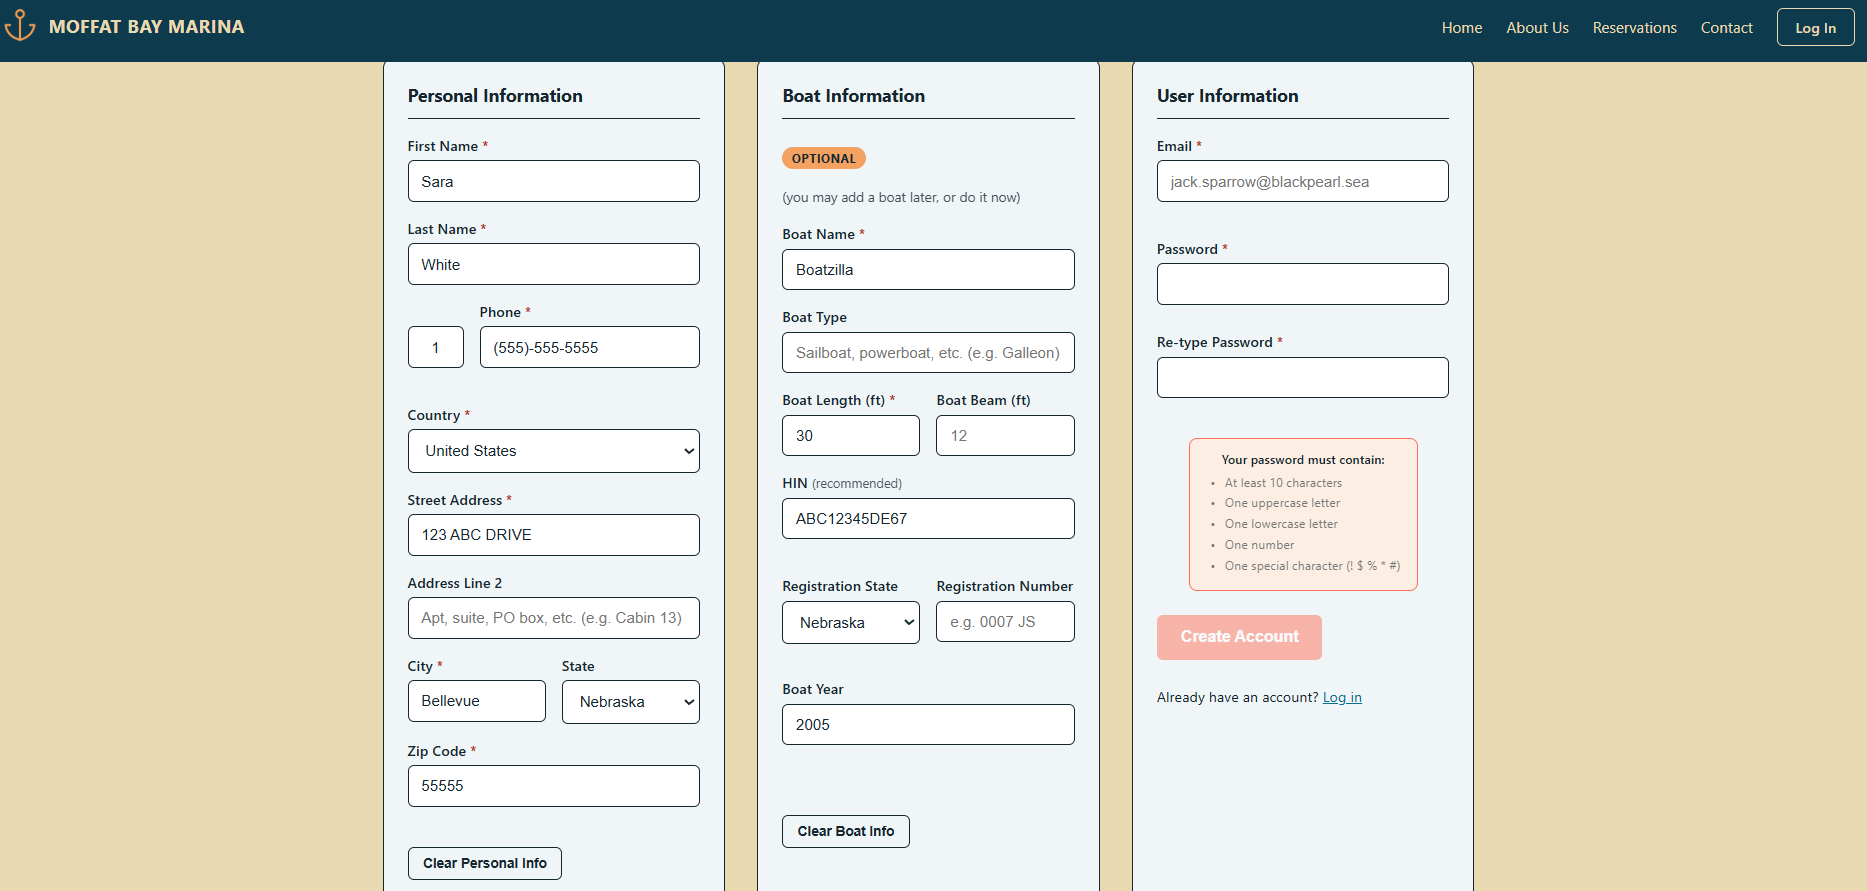 MOFFAT BAY MARINA
Home
About Us
Reservations
Contact
Log In
Personal Information
First Name *
Sara
Last Name *
White
Phone *
1
(555)-555-5555
Country *
United States
Street Address *
123 ABC DRIVE
Address Line 2
Apt, suite, PO box, etc. (e.g. Cabin 13)
City *
State
Bellevue
Nebraska
Zip Code *
55555
Clear Personal Info
Boat Information
OPTIONAL
(you may add a boat later, or do it now)
Boat Name *
Boatzilla
Boat Type
Sailboat, powerboat, etc. (e.g. Galleon)
Boat Length (ft) *
Boat Beam (ft)
30
12
HIN (recommended)
ABC12345DE67
Registration State
Registration Number
Nebraska
e.g. 0007 JS
Boat Year
2005
Clear Boat Info
User Information
Email *
jack.sparrow@blackpearl.sea
Password *
Re-type Password *
Your password must contain:
• At least 10 characters
• One uppercase letter
• One lowercase letter
• One number
• One special character (! $ % * #)
Create Account
Already have an account? Log in